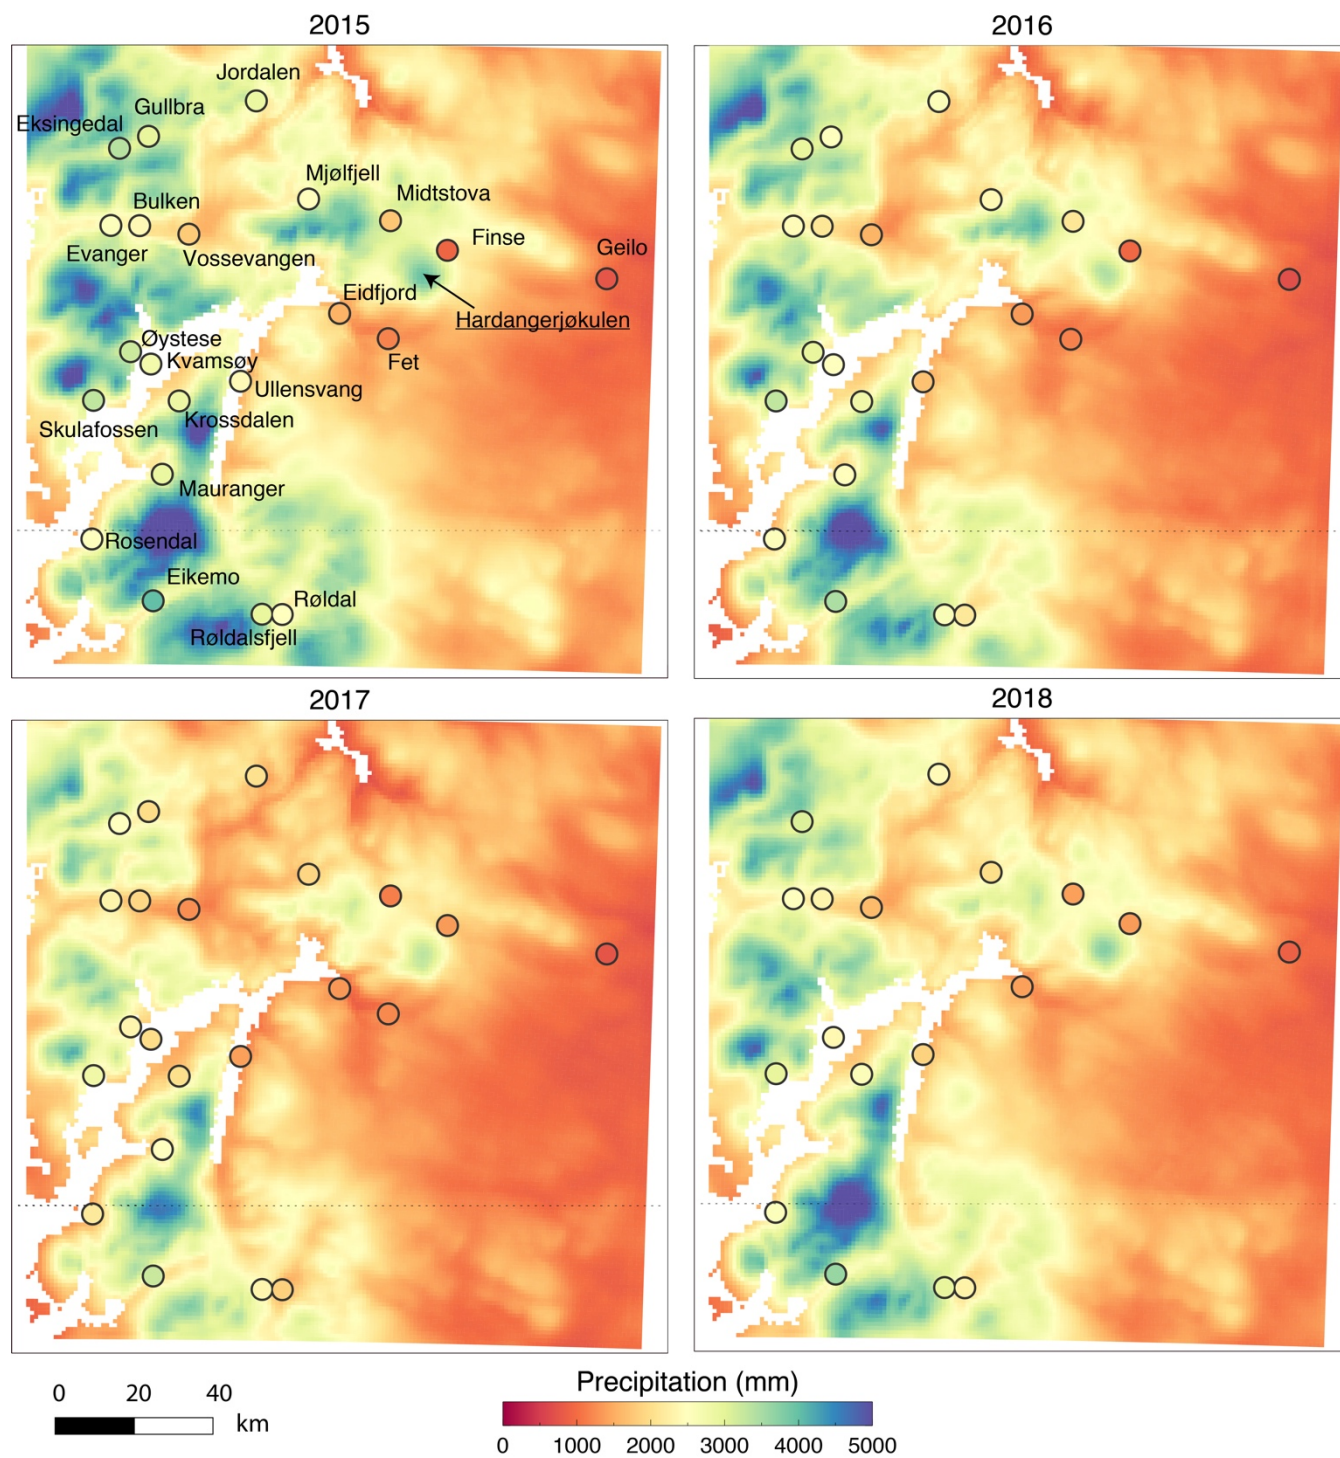 2015
2016
Jordalen
Gullbra
Eksingedal
Mjølfjell
Bulken
Midtstova
Evanger
Vossevangen
Finse
Geilo
Eidfjord
Hardangerjøkulen
Øystese
Kvamsøy
Fet
Ullensvang
Krossdalen
Skulafossen
Mauranger
Rosendal
Eikemo
Røldal
Røldalsfjell
2017
2018
0 20 40
km
Precipitation (mm)
0 1000 2000 3000 4000 5000